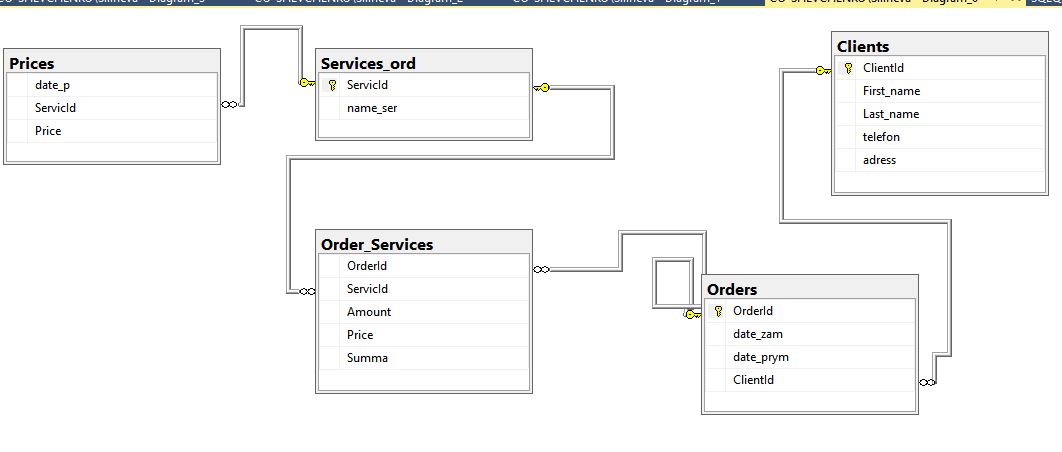 Prices
date_p
ServicId
Price
Services_ord
ServicId
name_ser
Clients
ClientId
First_name
Last_name
telefon
adress
Order_Services
OrderId
ServicId
Amount
Price
Summa
Orders
OrderId
date_zam
date_prym
ClientId